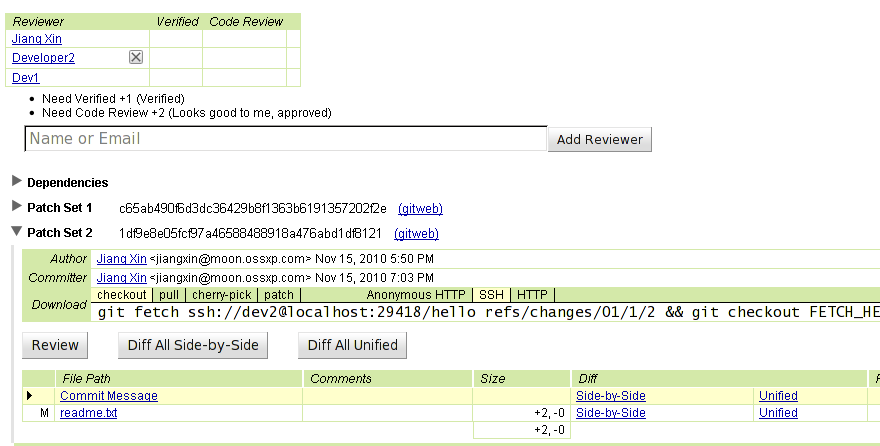 Reviewer Verified Code Review
Jiang Xin
Developer2
Dev1
Need Verified +1 (Verified)
Need Code Review +2 (Looks good to me, approved)
Name or Email Add Reviewer
Dependencies
Patch Set 1 c65ab490f6d3dc36429b8f1363b6191357202f2e (gitweb)
Patch Set 2 1df9e8e05fcf97a46588488918a476abd1df8121 (gitweb)
Author Jiang Xin <jiangxin@moon.ossxp.com> Nov 15, 2010 5:50 PM
Committer Jiang Xin <jiangxin@moon.ossxp.com> Nov 15, 2010 7:03 PM
Download checkout pull cherry-pick patch Anonymous HTTP SSH HTTP
git fetch ssh://dev2@localhost:29418/hello refs/changes/01/1/2 && git checkout FETCH_HE
Review Diff All Side-by-Side Diff All Unified
File Path Comments Size Diff
Commit Message Side-by-Side Unified
M readme.txt +2, -0 Side-by-Side Unified
+2, -0